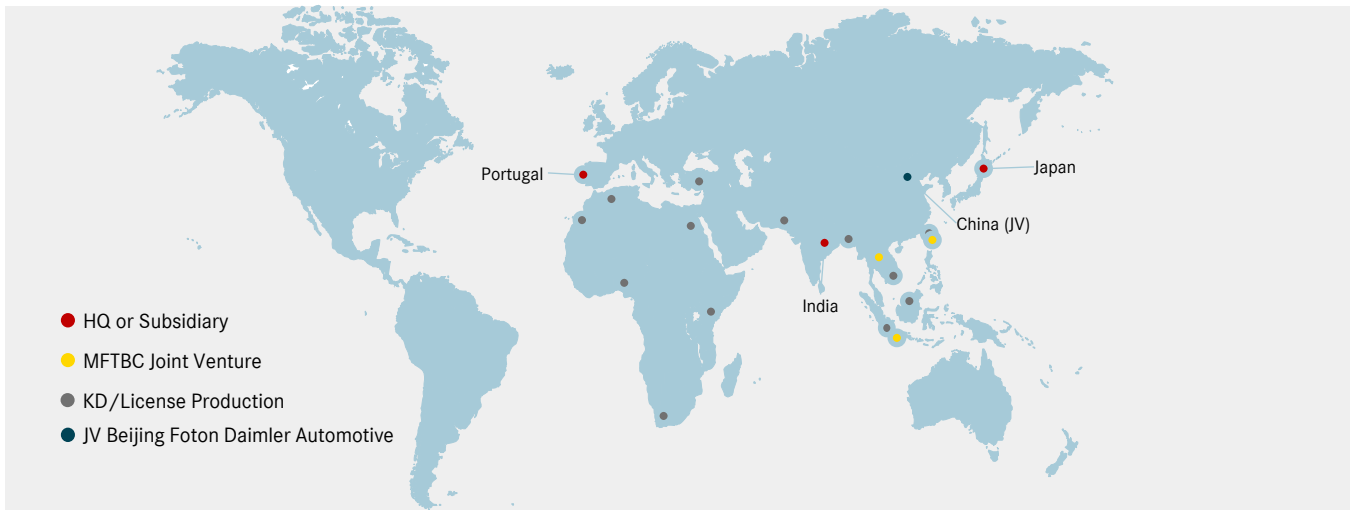 Portugal
Japan
China (JV)
India
HQ or Subsidiary
MFTBC Joint Venture
KD/License Production
JV Beijing Foton Daimler Automotive